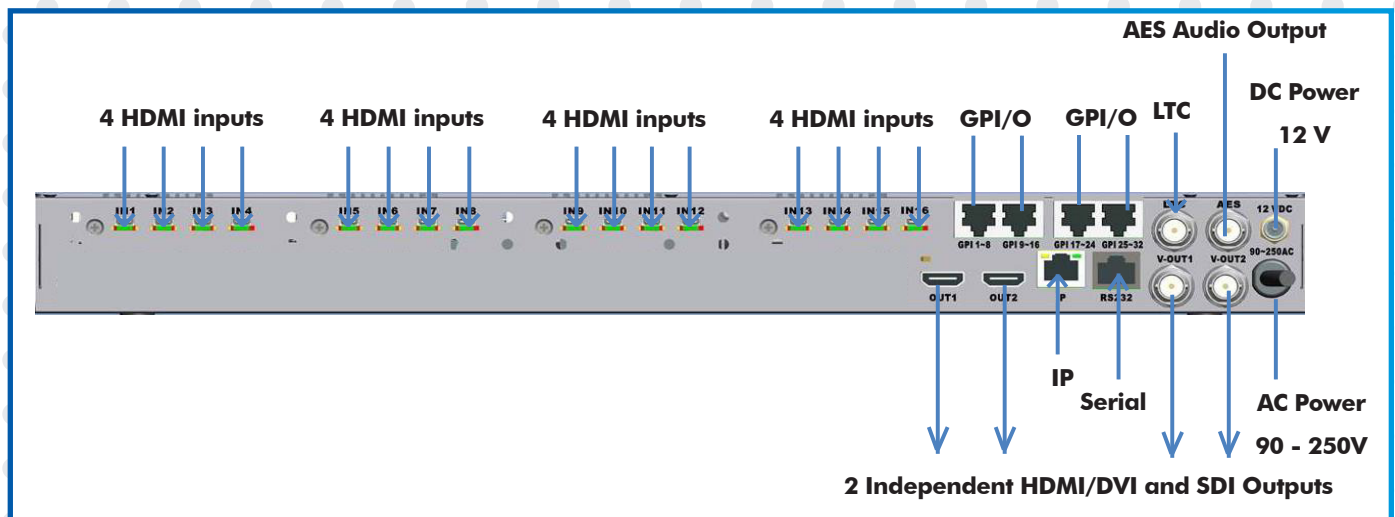 AES Audio Output
4 HDMI inputs
4 HDMI inputs
4 HDMI inputs
4 HDMI inputs
GPI/O
GPI/O
LTC
DC Power
12 V
IN1 IN2 IN3 IN4
IN5 IN6 IN7 IN8
IN9 IN10 IN11 IN12
IN13 IN14 IN15 IN16
LTC AES 12VDC
GPI 1~8 GPI 9~16 GPI 17~24 GPI 25~32
V-OUT1 V-OUT2 90~250AC
OUT1 OUT2 IP RS232
IP
Serial
AC Power
90 - 250V
2 Independent HDMI/DVI and SDI Outputs